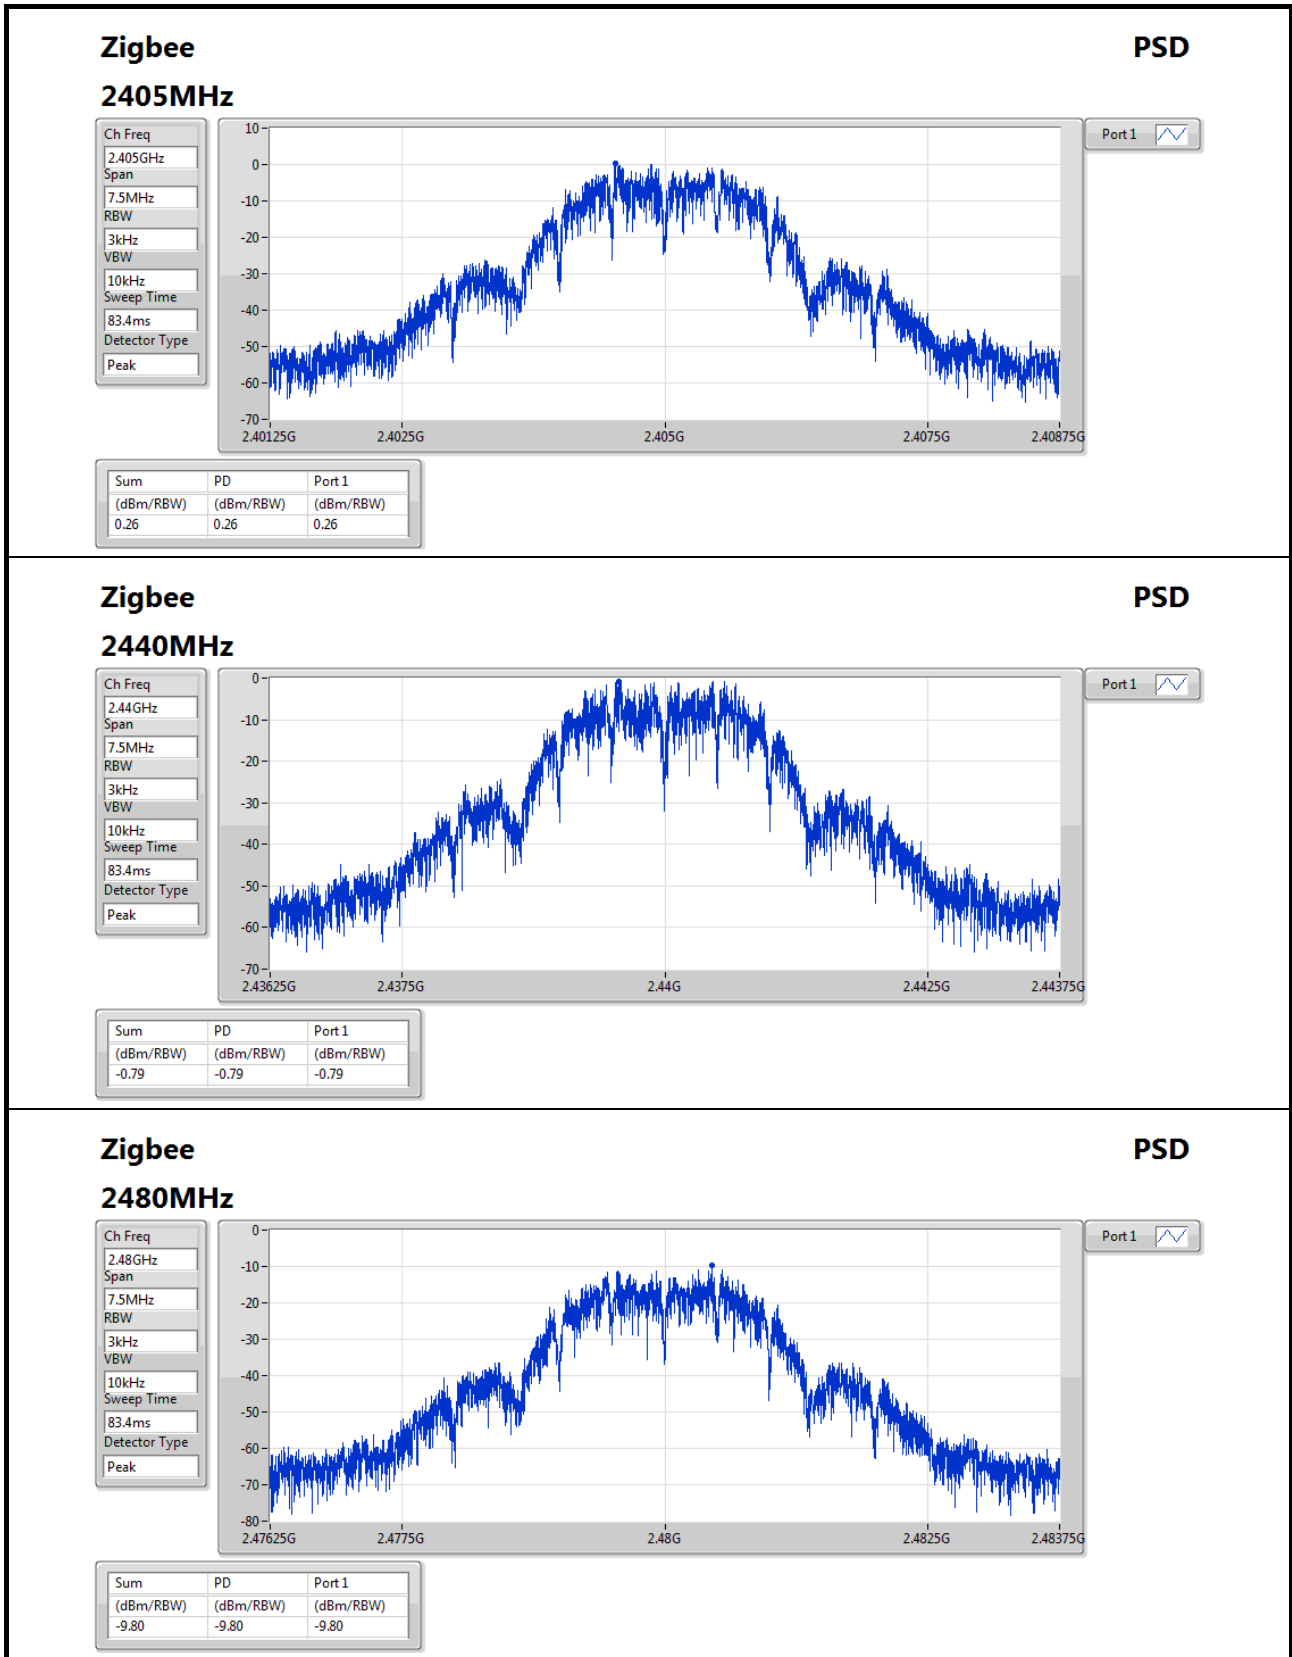 Zigbee PSD
2405MHz
Ch Freq
2.405GHz
Span
7.5MHz
RBW
3kHz
VBW
10kHz
Sweep Time
83.4ms
Detector Type
Peak
10
0
-10
-20
-30
-40
-50
-60
-70
2.40125G 2.4025G 2.405G 2.4075G 2.40875G
Port 1
Sum PD Port 1
(dBm/RBW) (dBm/RBW) (dBm/RBW)
0.26 0.26 0.26
Zigbee PSD
2440MHz
Ch Freq
2.44GHz
Span
7.5MHz
RBW
3kHz
VBW
10kHz
Sweep Time
83.4ms
Detector Type
Peak
0
-10
-20
-30
-40
-50
-60
-70
2.43625G 2.4375G 2.44G 2.4425G 2.44375G
Port 1
Sum PD Port 1
(dBm/RBW) (dBm/RBW) (dBm/RBW)
-0.79 -0.79 -0.79
Zigbee PSD
2480MHz
Ch Freq
2.48GHz
Span
7.5MHz
RBW
3kHz
VBW
10kHz
Sweep Time
83.4ms
Detector Type
Peak
0
-10
-20
-30
-40
-50
-60
-70
-80
2.47625G 2.4775G 2.48G 2.4825G 2.48375G
Port 1
Sum PD Port 1
(dBm/RBW) (dBm/RBW) (dBm/RBW)
-9.80 -9.80 -9.80